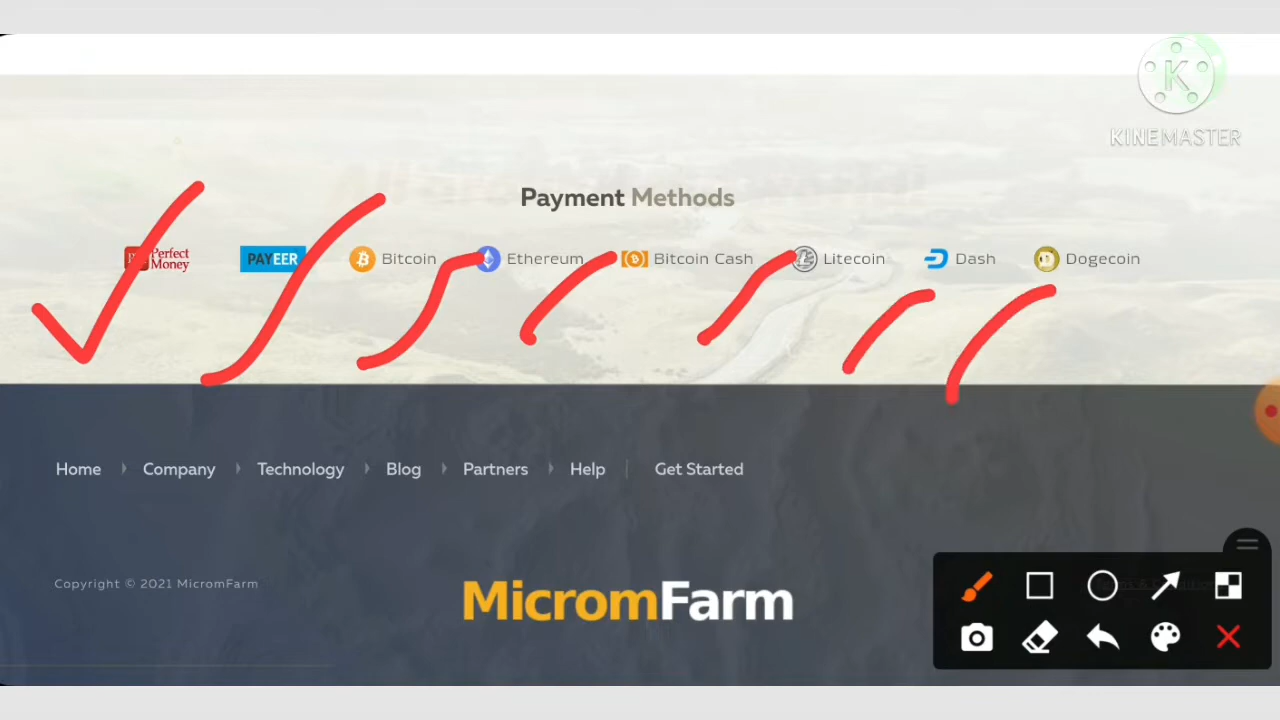 K
KINEMASTER
Payment Methods
Perfect Money
PAYEER
Bitcoin
Ethereum
Bitcoin Cash
Litecoin
Dash
Dogecoin
Home Company Technology Blog Partners Help Get Started
Copyright © 2021 MicromFarm
MicromFarm